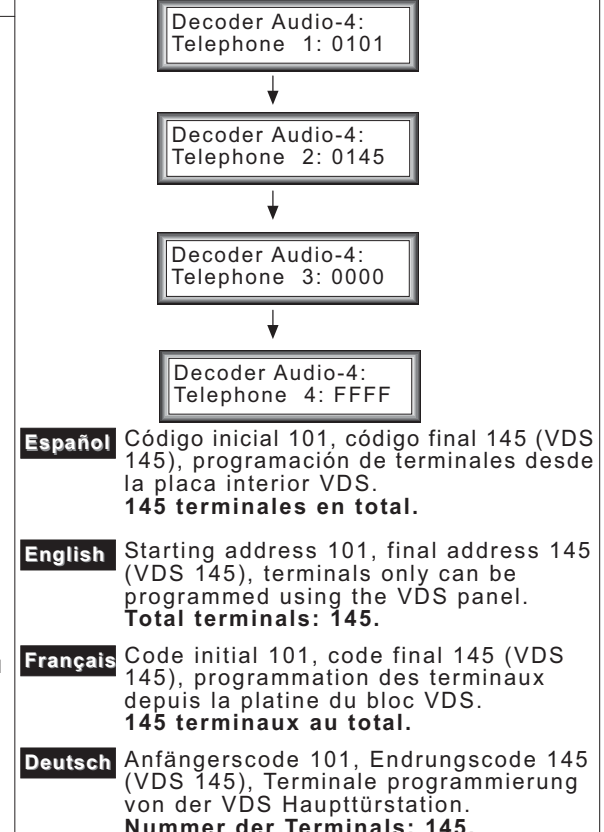 Decoder Audio-4:
Telephone 1: 0101
Decoder Audio-4:
Telephone 2: 0145
Decoder Audio-4:
Telephone 3: 0000
Decoder Audio-4:
Telephone 4: FFFF
Español Código inicial 101, código final 145 (VDS
145), programación de terminales desde
la placa interior VDS.
145 terminales en total.
English Starting address 101, final address 145
(VDS 145), terminals only can be
programmed using the VDS panel.
Total terminals: 145.
Français Code initial 101, code final 145 (VDS
145), programmation des terminaux
depuis la platine du bloc VDS.
145 terminaux au total.
Deutsch Anfängerscode 101, Endrungscode 145
(VDS 145), Terminale programmierung
von der VDS Haupttürstation.
Nummer der Terminals: 145.